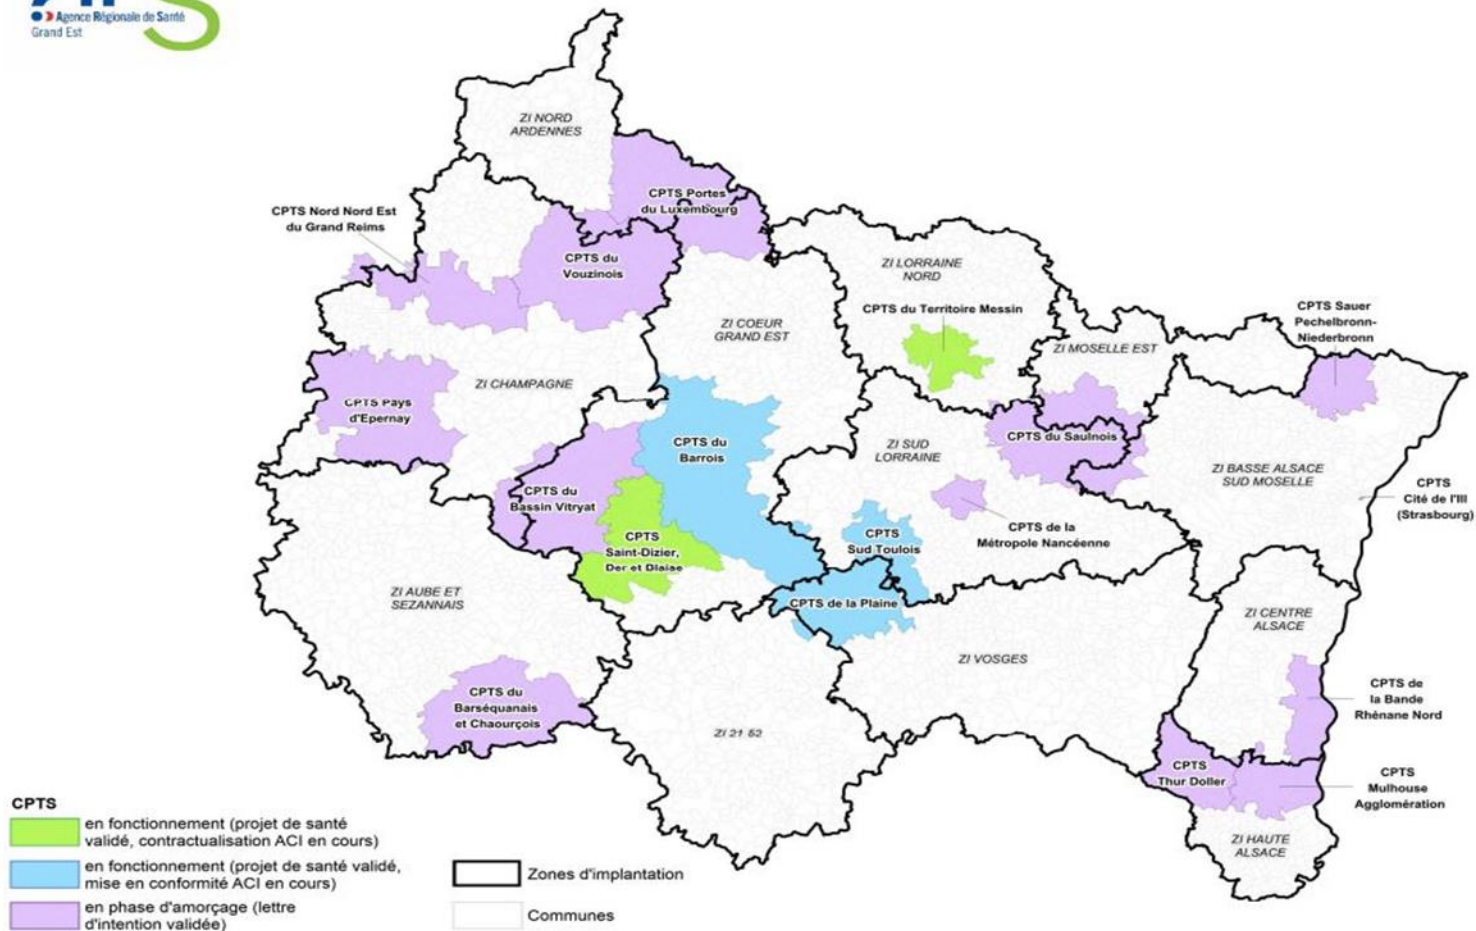 Agence Régionale de Santé
Grand Est
ZI NORD
ARDENNES
CPTS Portes
du Luxembourg
CPTS Nord Nord Est
du Grand Reims
CPTS du
Vouzinois
ZI LORRAINE
NORD
CPTS du Territoire Messin
ZI COEUR
GRAND EST
CPTS Sauer
Pechelbronn-
Niederbronn
ZI MOSELLE EST
ZI CHAMPAGNE
CPTS Pays
d'Epernay
CPTS du
Barrois
ZI SUD
LORRAINE
CPTS du Saulnois
ZI BASSE ALSACE
SUD MOSELLE
CPTS
Cité de l'Ill
(Strasbourg)
CPTS du
Bassin Vitryat
CPTS de la
Métropole Nancéenne
CPTS
Sud Toulois
CPTS
Saint-Dizier,
Der et Blaise
ZI AUBE ET
SEZANNAIS
CPTS de la Plaine
ZI CENTRE
ALSACE
ZI VOSGES
CPTS du
Barséquanais
et Chaourçois
CPTS de
la Bande
Rhénane Nord
ZI 21 52
CPTS
Thur Doller
CPTS
Mulhouse
Agglomération
ZI HAUTE
ALSACE
CPTS
en fonctionnement (projet de santé
validé, contractualisation ACI en cours)
en fonctionnement (projet de santé validé,
mise en conformité ACI en cours)
en phase d'amorçage (lettre
d'intention validée)
Zones d'implantation
Communes